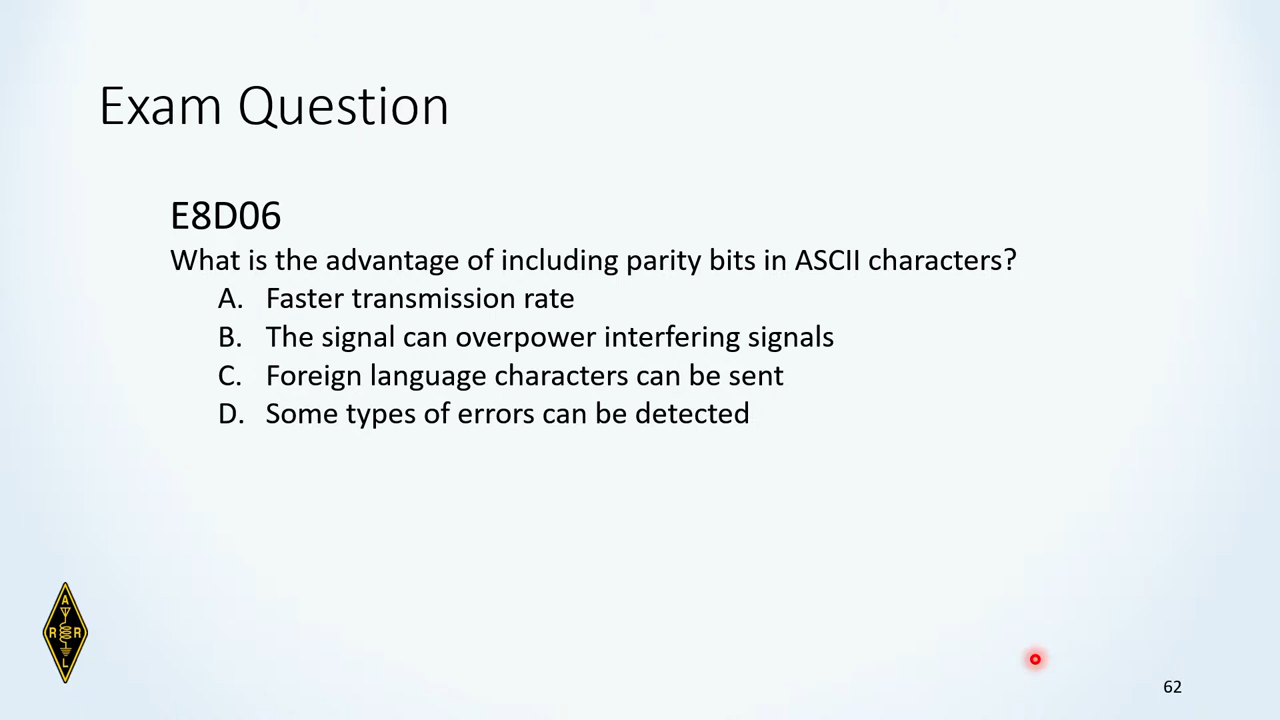 Exam Question
E8D06
What is the advantage of including parity bits in ASCII characters?
A. Faster transmission rate
B. The signal can overpower interfering signals
C. Foreign language characters can be sent
D. Some types of errors can be detected
A
R R
L
62